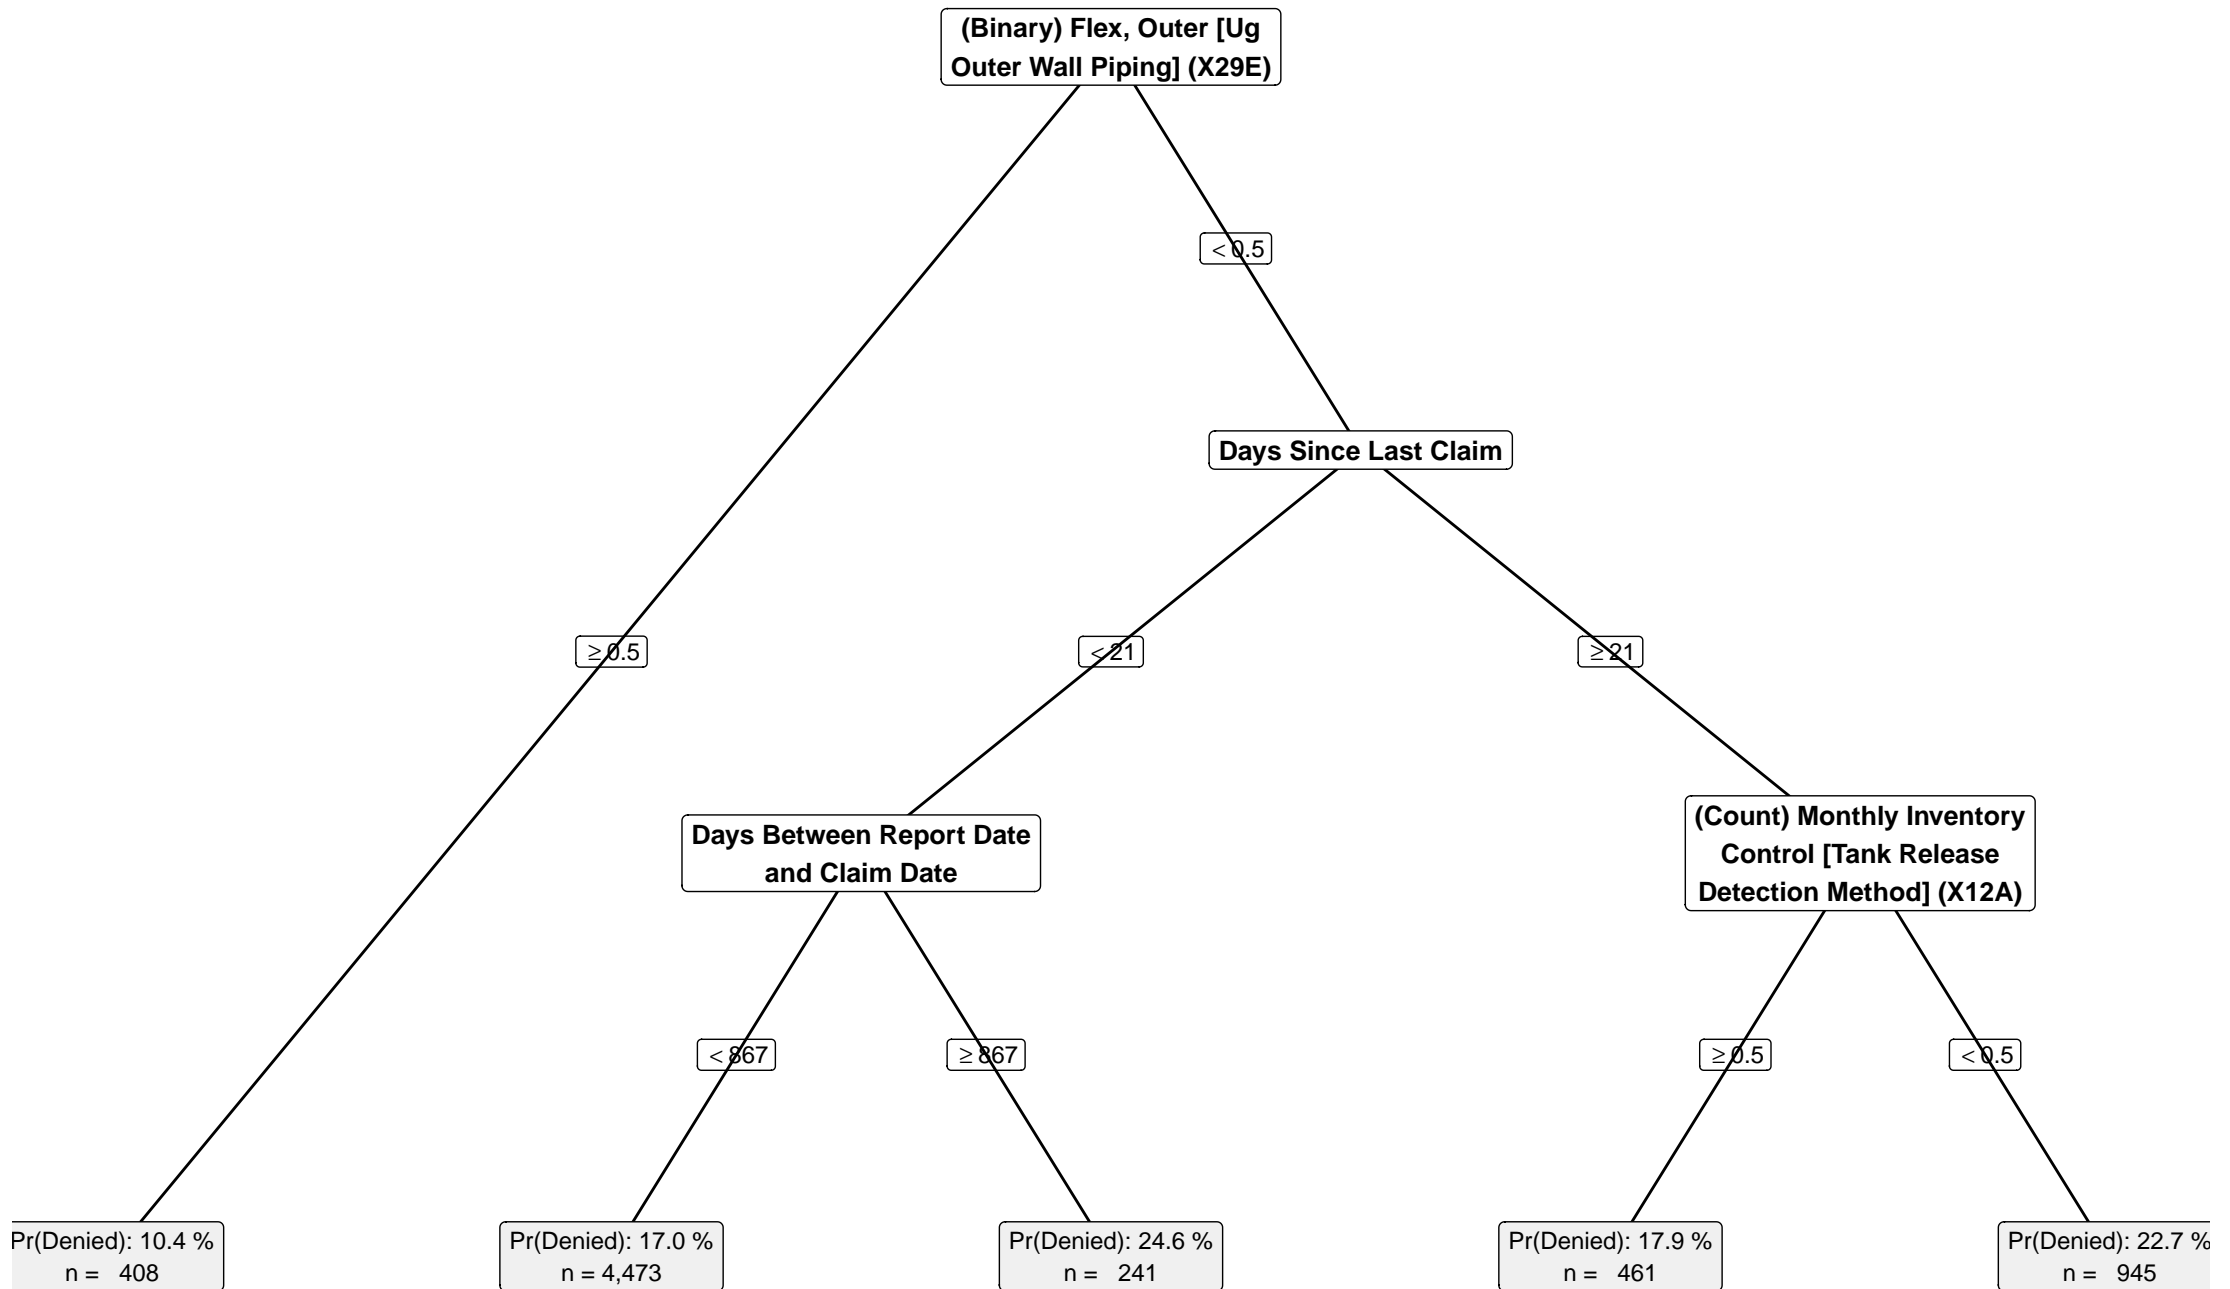 (Binary) Flex, Outer [Ug
Outer Wall Piping] (X29E)
< 0.5
Days Since Last Claim
≥ 0.5
< 21
≥ 21
Days Between Report Date
and Claim Date
(Count) Monthly Inventory
Control [Tank Release
Detection Method] (X12A)
< 867
≥ 867
≥ 0.5
< 0.5
Pr(Denied): 10.4 %
n = 408
Pr(Denied): 17.0 %
n = 4,473
Pr(Denied): 24.6 %
n = 241
Pr(Denied): 17.9 %
n = 461
Pr(Denied): 22.7 %
n = 945